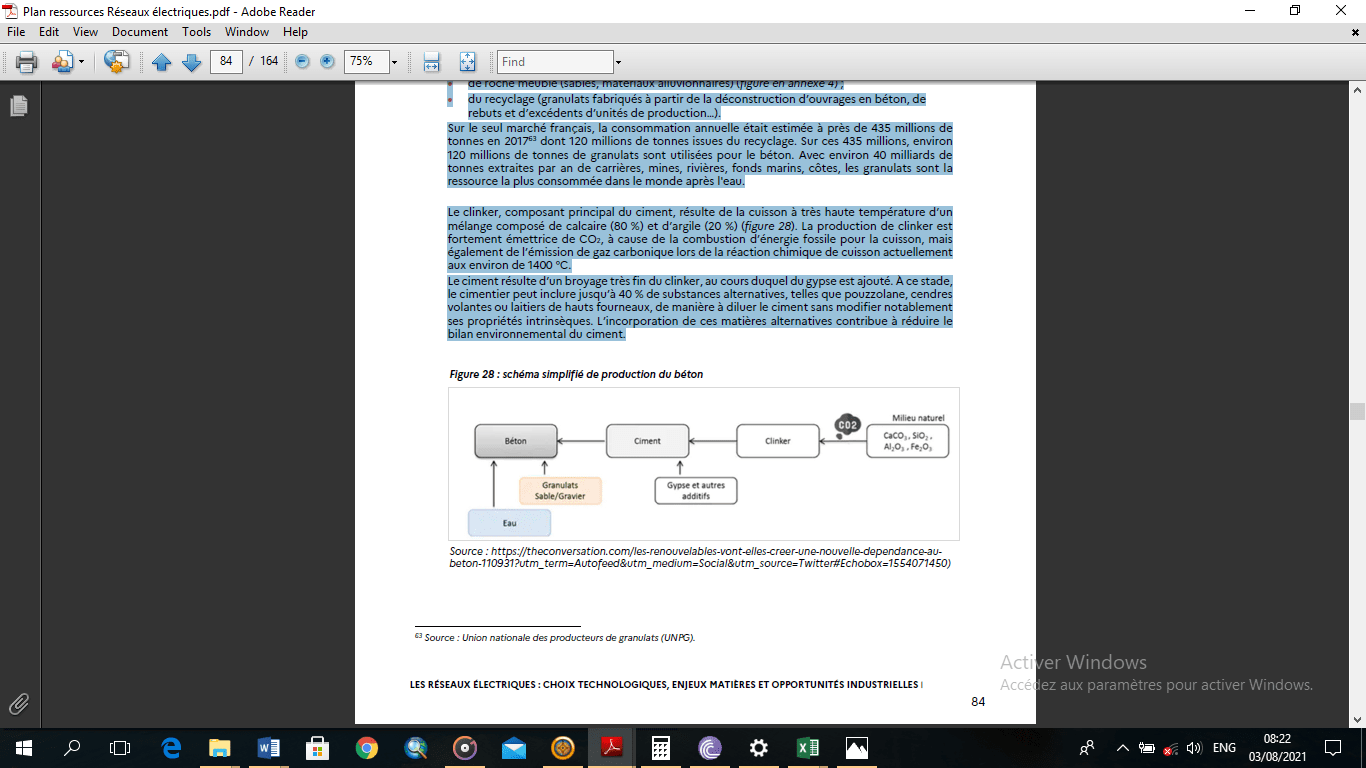 Plan ressources Réseaux électriques.pdf - Adobe Reader
File Edit View Document Tools Window Help
84 / 164 75% Find
de roche meuble (sables, matériaux alluvionnaires) (figure en annexe 4) ;
• du recyclage (granulats fabriqués à partir de la déconstruction d'ouvrages en béton, de
rebuts et d'excédents d'unités de production…).
Sur le seul marché français, la consommation annuelle était estimée à près de 435 millions de
tonnes en 2017⁶³ dont 120 millions de tonnes issues du recyclage. Sur ces 435 millions, environ
120 millions de tonnes de granulats sont utilisées pour le béton. Avec environ 40 milliards de
tonnes extraites par an de carrières, mines, rivières, fonds marins, côtes, les granulats sont la
ressource la plus consommée dans le monde après l'eau.
Le clinker, composant principal du ciment, résulte de la cuisson à très haute température d'un
mélange composé de calcaire (80 %) et d'argile (20 %) (figure 28). La production de clinker est
fortement émettrice de CO₂, à cause de la combustion d'énergie fossile pour la cuisson, mais
également de l'émission de gaz carbonique lors de la réaction chimique de cuisson actuellement
aux environ de 1400 °C.
Le ciment résulte d'un broyage très fin du clinker, au cours duquel du gypse est ajouté. À ce stade,
le cimentier peut inclure jusqu'à 40 % de substances alternatives, telles que pouzzolane, cendres
volantes ou laitiers de hauts fourneaux, de manière à diluer le ciment sans modifier notablement
ses propriétés intrinsèques. L'incorporation de ces matières alternatives contribue à réduire le
bilan environnemental du ciment.
Figure 28 : schéma simplifié de production du béton
Milieu naturel
CO2
Béton
Ciment
Clinker
CaCO₃ , SiO₂ ,
Al₂O₃ , Fe₂O₃
Granulats
Sable/Gravier
Gypse et autres
additifs
Eau
Source : https://theconversation.com/les-renouvelables-vont-elles-creer-une-nouvelle-dependance-au-
beton-110931?utm_term=Autofeed&utm_medium=Social&utm_source=Twitter#Echobox=1554071450)
⁶³ Source : Union nationale des producteurs de granulats (UNPG).
LES RÉSEAUX ÉLECTRIQUES : CHOIX TECHNOLOGIQUES, ENJEUX MATIÈRES ET OPPORTUNITÉS INDUSTRIELLES |
84
Activer Windows
Accédez aux paramètres pour activer Windows.
ENG
08:22
03/08/2021